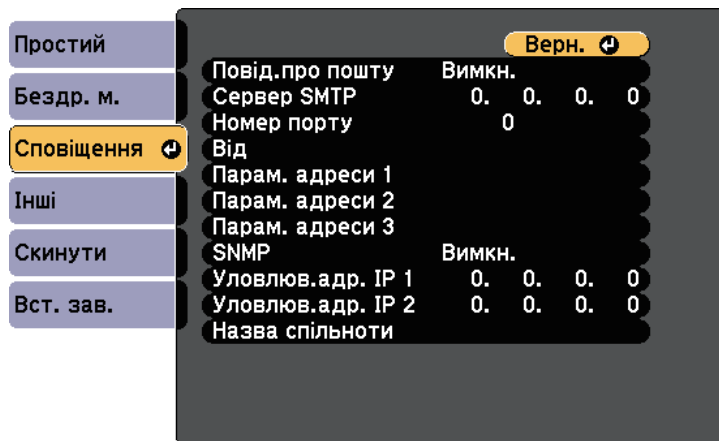 Простий
Бездр. м.
Сповіщення
Інші
Скинути
Вст. зав.
Верн.
Повід.про пошту Вимкн.
Сервер SMTP 0. 0. 0. 0
Номер порту 0
Від
Парам. адреси 1
Парам. адреси 2
Парам. адреси 3
SNMP Вимкн.
Уловлюв.адр. IP 1 0. 0. 0. 0
Уловлюв.адр. IP 2 0. 0. 0. 0
Назва спільноти